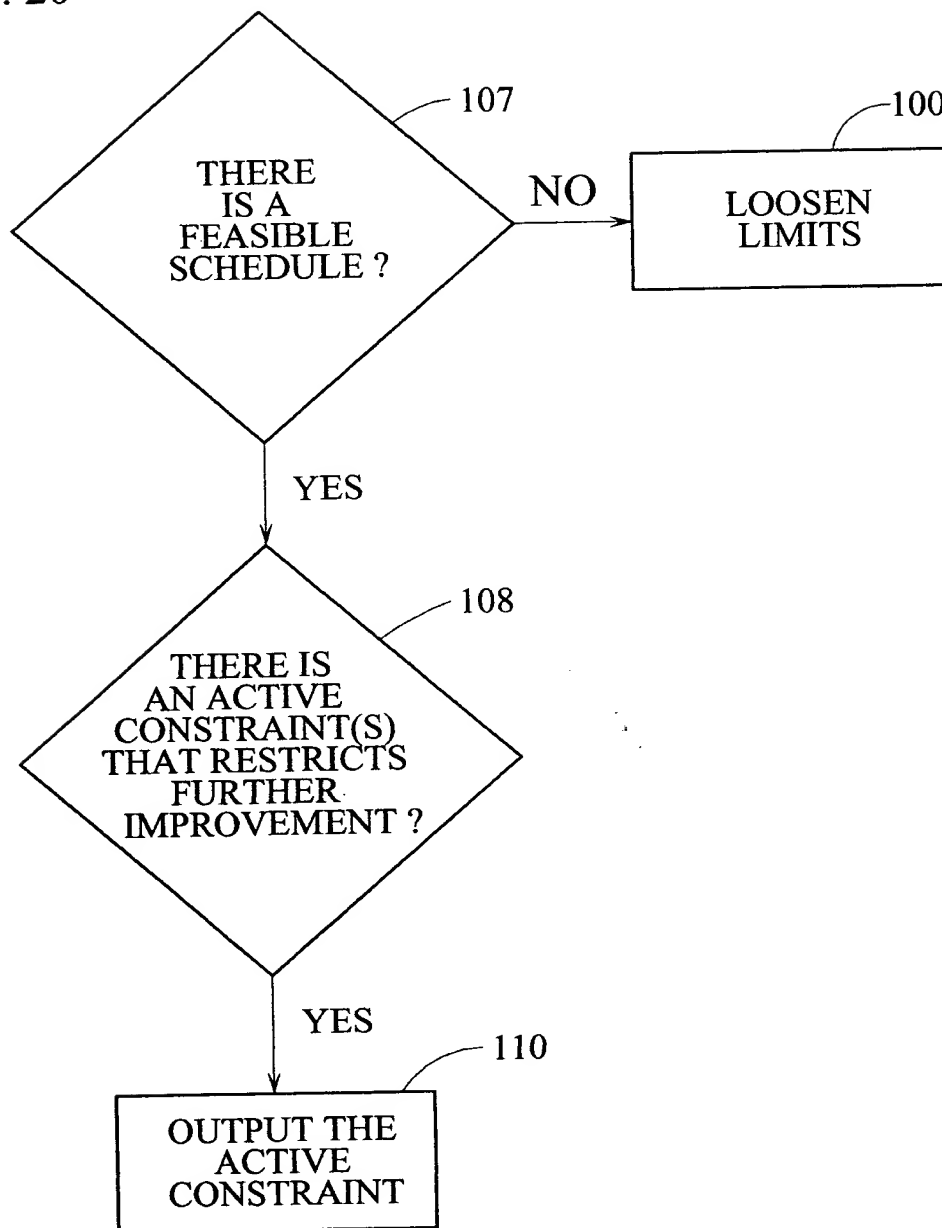 107
100
THERE
IS A
FEASIBLE
SCHEDULE ?
NO
LOOSEN
LIMITS
YES
108
THERE IS
AN ACTIVE
CONSTRAINT(S)
THAT RESTRICTS
FURTHER
IMPROVEMENT ?
YES
110
OUTPUT THE
ACTIVE
CONSTRAINT